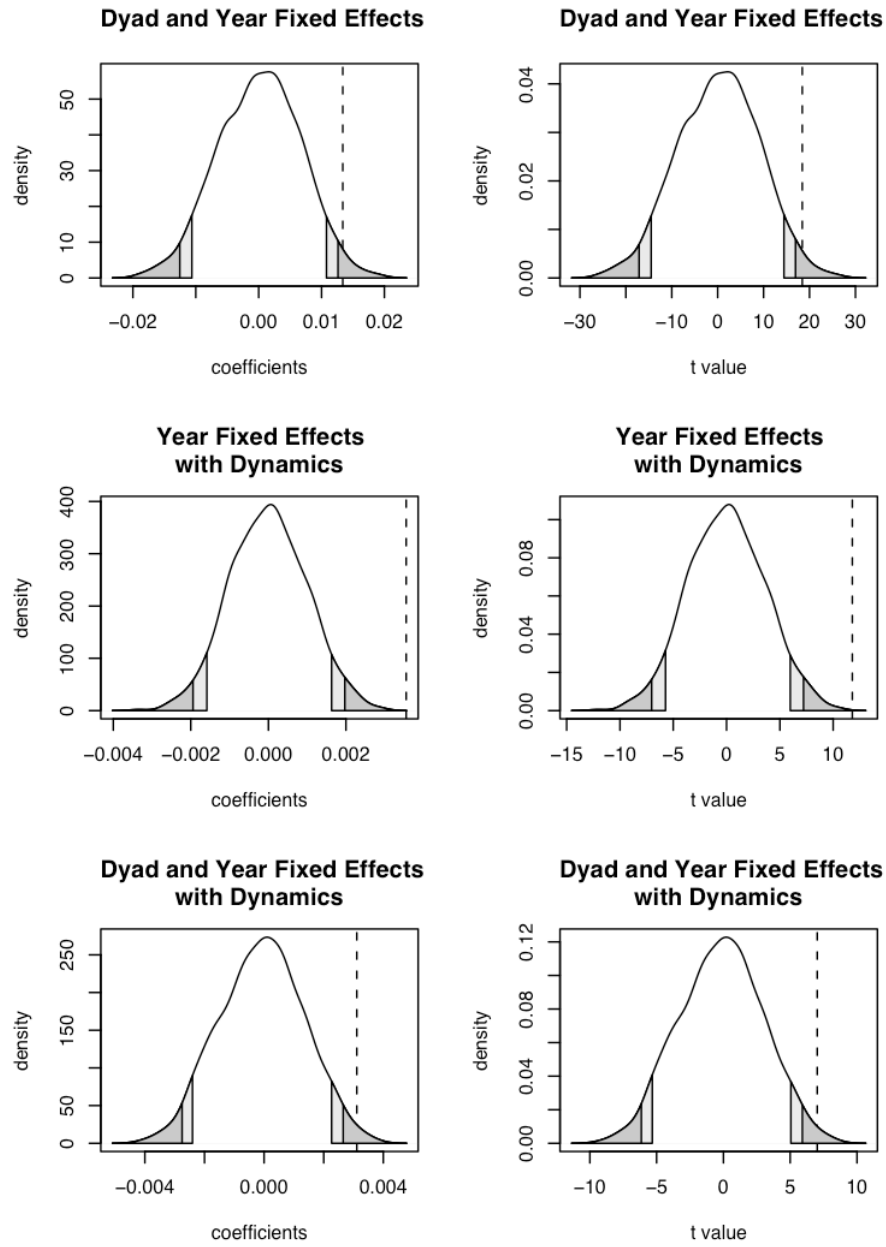 Dyad and Year Fixed Effects
density
0 10 30 50
−0.02 0.00 0.01 0.02
coefficients
Dyad and Year Fixed Effects
density
0.00 0.02 0.04
−30 −10 0 10 20 30
t value
Year Fixed Effects
with Dynamics
density
0 100 200 300 400
−0.004 −0.002 0.000 0.002
coefficients
Year Fixed Effects
with Dynamics
density
0.00 0.04 0.08
−15 −10 −5 0 5 10
t value
Dyad and Year Fixed Effects
with Dynamics
density
0 50 150 250
−0.004 0.000 0.004
coefficients
Dyad and Year Fixed Effects
with Dynamics
density
0.00 0.04 0.08 0.12
−10 −5 0 5 10
t value